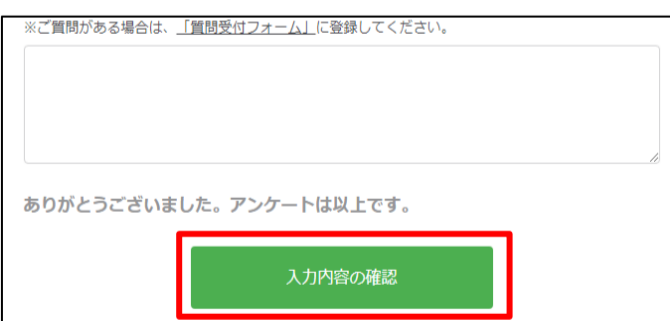 ※ご質問がある場合は、「質問受付フォーム」に登録してください。
ありがとうございました。アンケートは以上です。
入力内容の確認